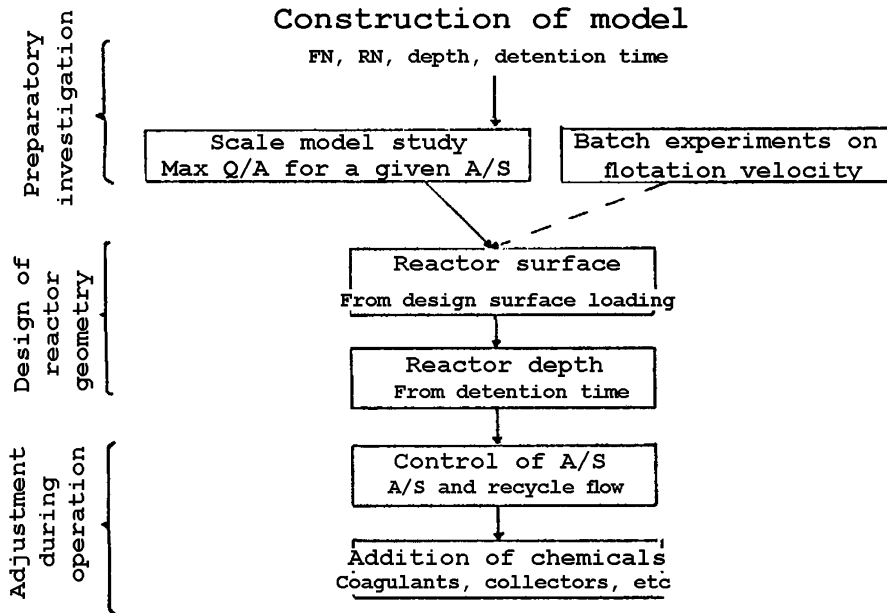 Construction of model
FN, RN, depth, detention time
Preparatory
investigation
Scale model study
Max Q/A for a given A/S
Batch experiments on
flotation velocity
Design of
reactor
geometry
Reactor surface
From design surface loading
Reactor depth
From detention time
Adjustment
during
operation
Control of A/S
A/S and recycle flow
Addition of chemicals
Coagulants, collectors, etc